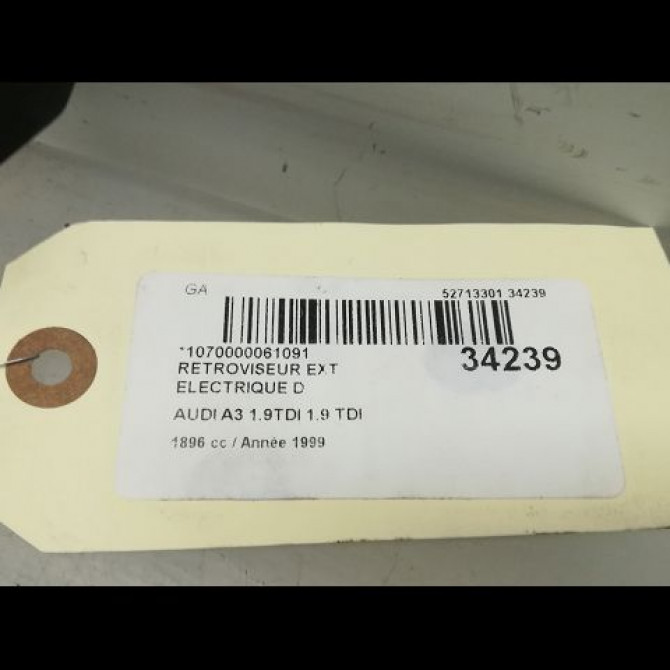 GA 52713301 34239
*1070000061091 34239
RETROVISEUR EXT
ELECTRIQUE D
AUDI A3 1.9TDI 1.9 TDI
1896 cc / Année 1999